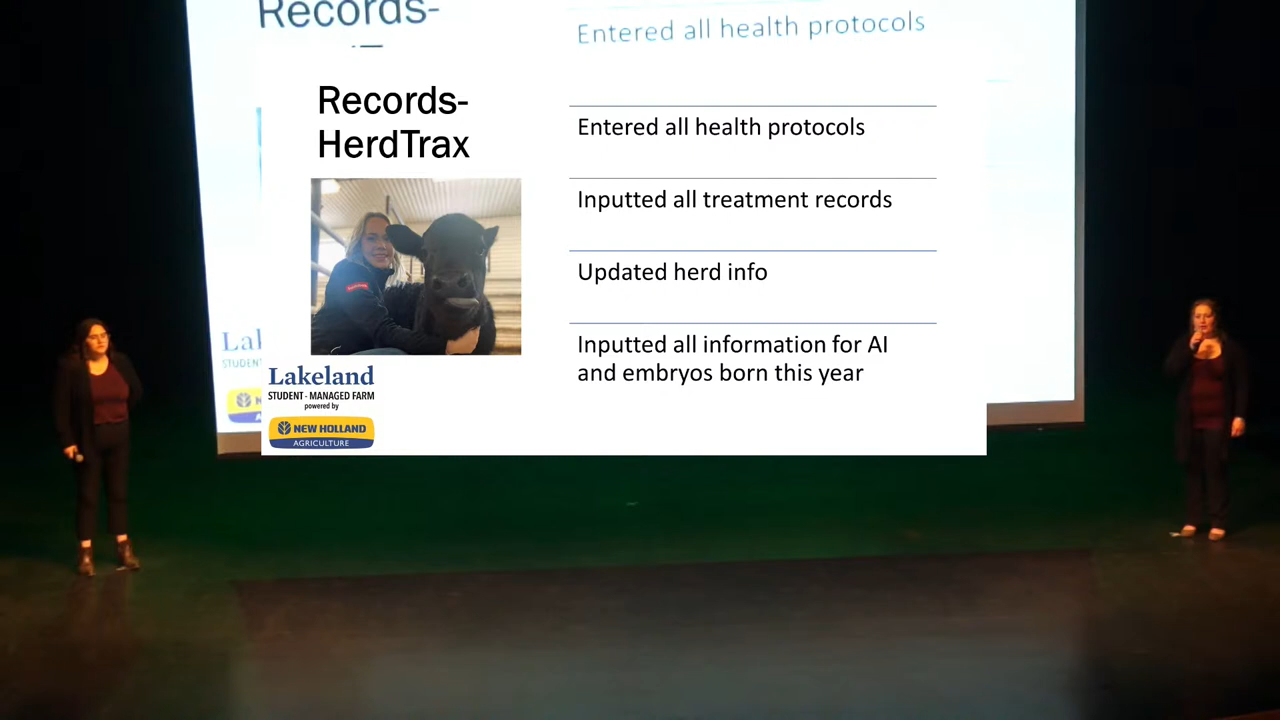 Records-
Entered all health protocols
Records-
HerdTrax
Entered all health protocols
Inputted all treatment records
Updated herd info
Inputted all information for AI
and embryos born this year
Lakeland
STUDENT - MANAGED FARM
powered by
NEW HOLLAND
AGRICULTURE